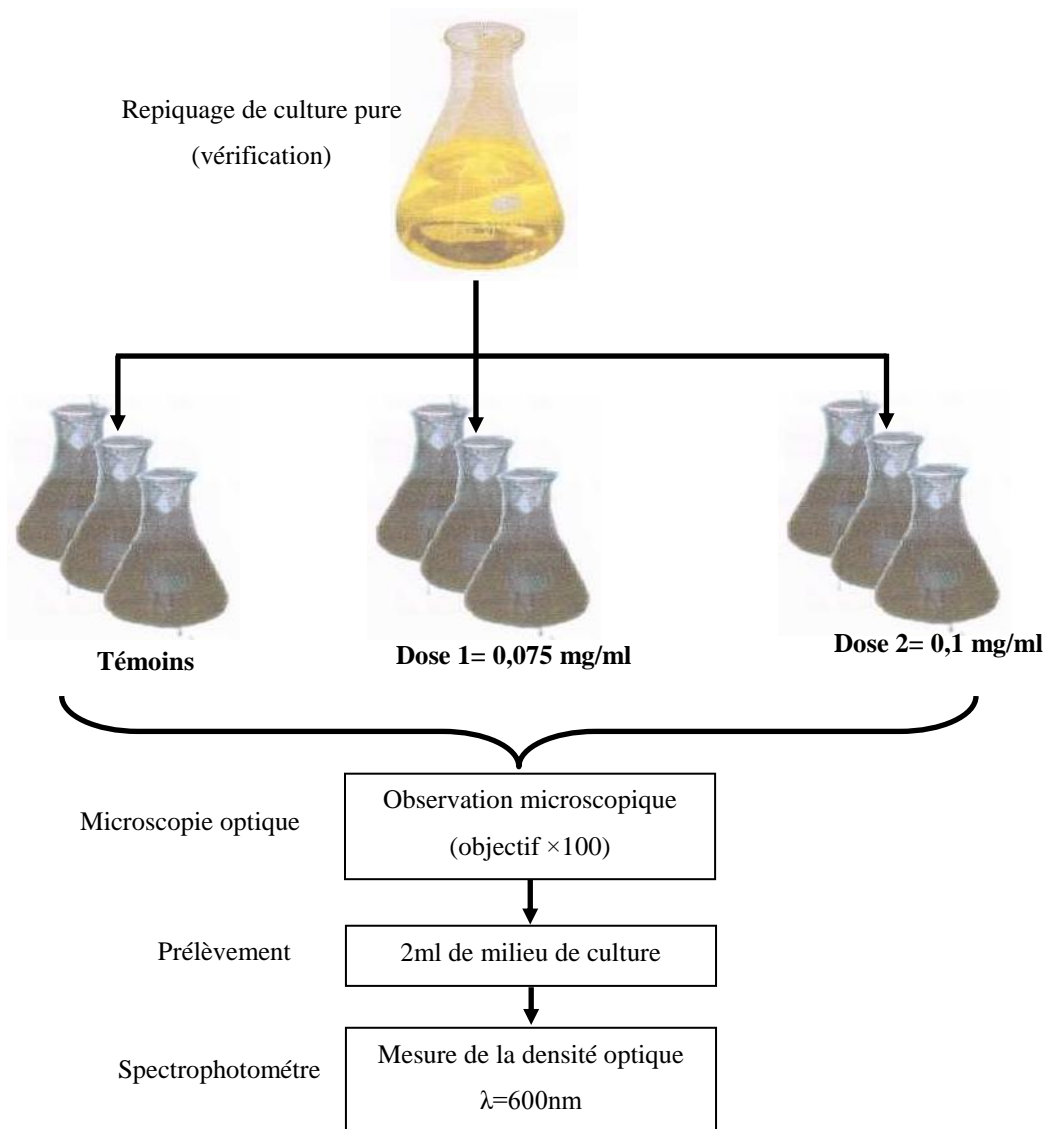 Repiquage de culture pure
(vérification)
Témoins
Dose 1= 0,075 mg/ml
Dose 2= 0,1 mg/ml
Microscopie optique
Observation microscopique
(objectif ×100)
Prélèvement
2ml de milieu de culture
Spectrophotométre
Mesure de la densité optique
λ=600nm